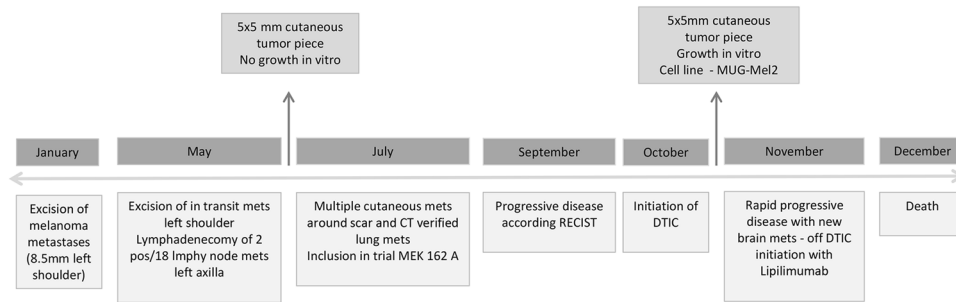 5x5 mm cutaneous
tumor piece
No growth in vitro
5x5mm cutaneous
tumor piece
Growth in vitro
Cell line - MUG-Mel2
January
May
July
September
October
November
December
Excision of
melanoma
metastases
(8.5mm left
shoulder)
Excision of in transit mets
left shoulder
Lymphadenecomy of 2
pos/18 lmphy node mets
left axilla
Multiple cutaneous mets
around scar and CT verified
lung mets
Inclusion in trial MEK 162 A
Progressive disease
according RECIST
Initiation of
DTIC
Rapid progressive
disease with new
brain mets - off DTIC
initiation with
Lipilimumab
Death